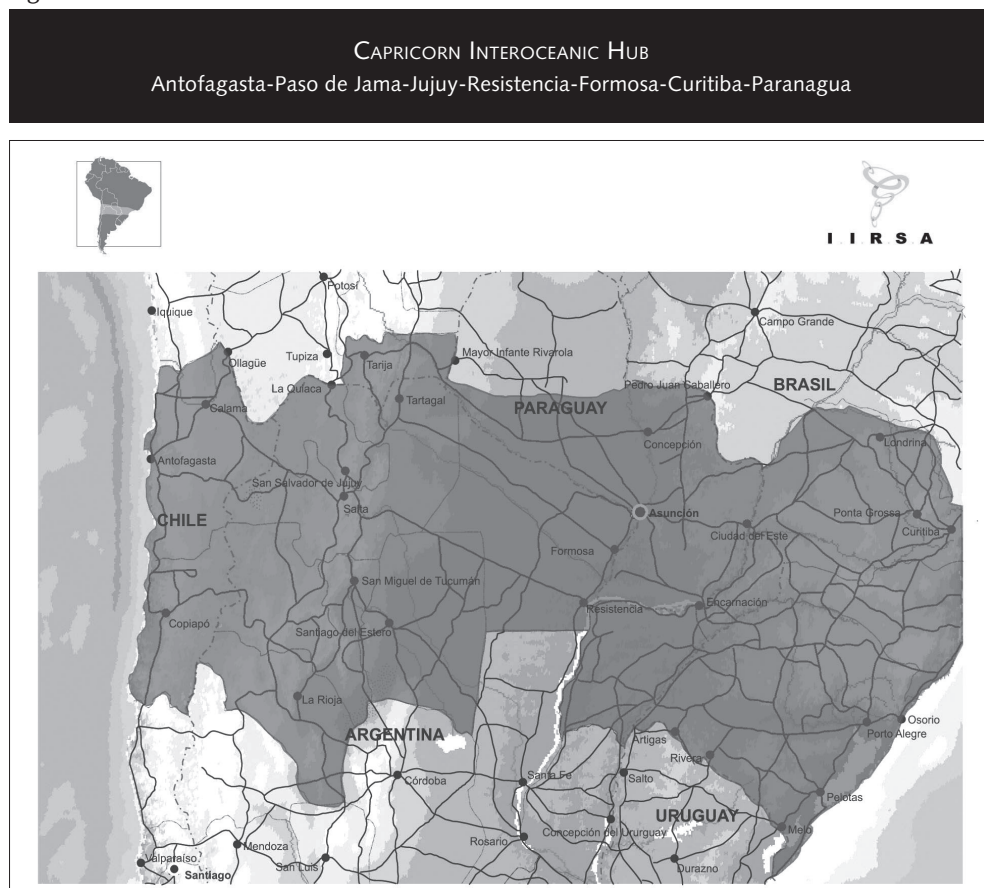 CAPRICORN INTEROCEANIC HUB
Antofagasta-Paso de Jama-Jujuy-Resistencia-Formosa-Curitiba-Paranagua
I.I.R.S.A
Potosí
Iquique
Campo Grande
Ollagüe
Tupiza
Tarija
Mayor Infante Rivarola
La Quiaca
Pedro Juan Caballero
BRASIL
Calama
Tartagal
PARAGUAY
Concepción
Londrina
Antofagasta
San Salvador de Jujuy
Salta
CHILE
Asunción
Ponta Grossa
Ciudad del Este
Curitiba
Formosa
San Miguel de Tucumán
Resistencia
Encarnación
Copiapó
Santiago del Estero
La Rioja
Osorio
ARGENTINA
Artigas
Porto Alegre
Rivera
Córdoba
Santa Fe
Salto
Pelotas
URUGUAY
Melo
Concepción del Ururguay
Rosario
Mendoza
Valparaíso
San Luis
Durazno
Santiago